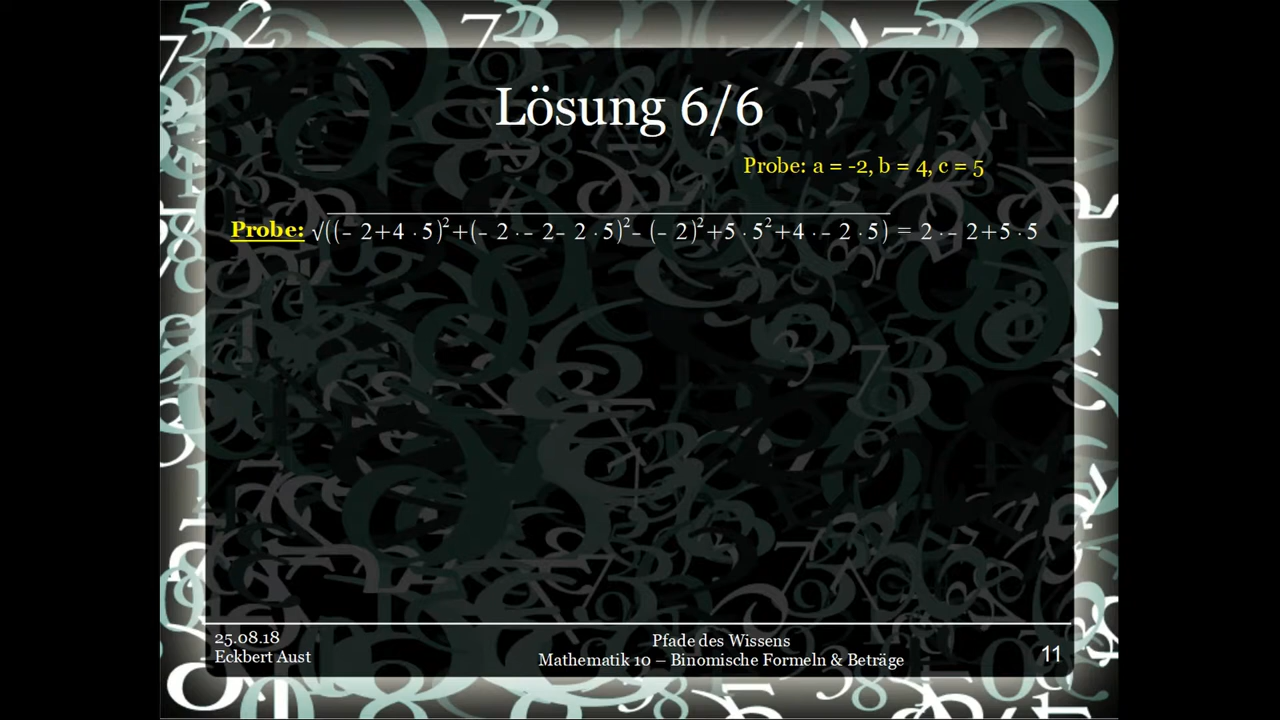 Lösung 6/6
Probe: a = -2, b = 4, c = 5
Probe: √((− 2+4 · 5)²+(− 2 · − 2− 2 · 5)²− (− 2)²+5 · 5²+4 · − 2 · 5) = 2 · − 2+5 · 5
25.08.18
Eckbert Aust
Pfade des Wissens
Mathematik 10 – Binomische Formeln & Beträge
11